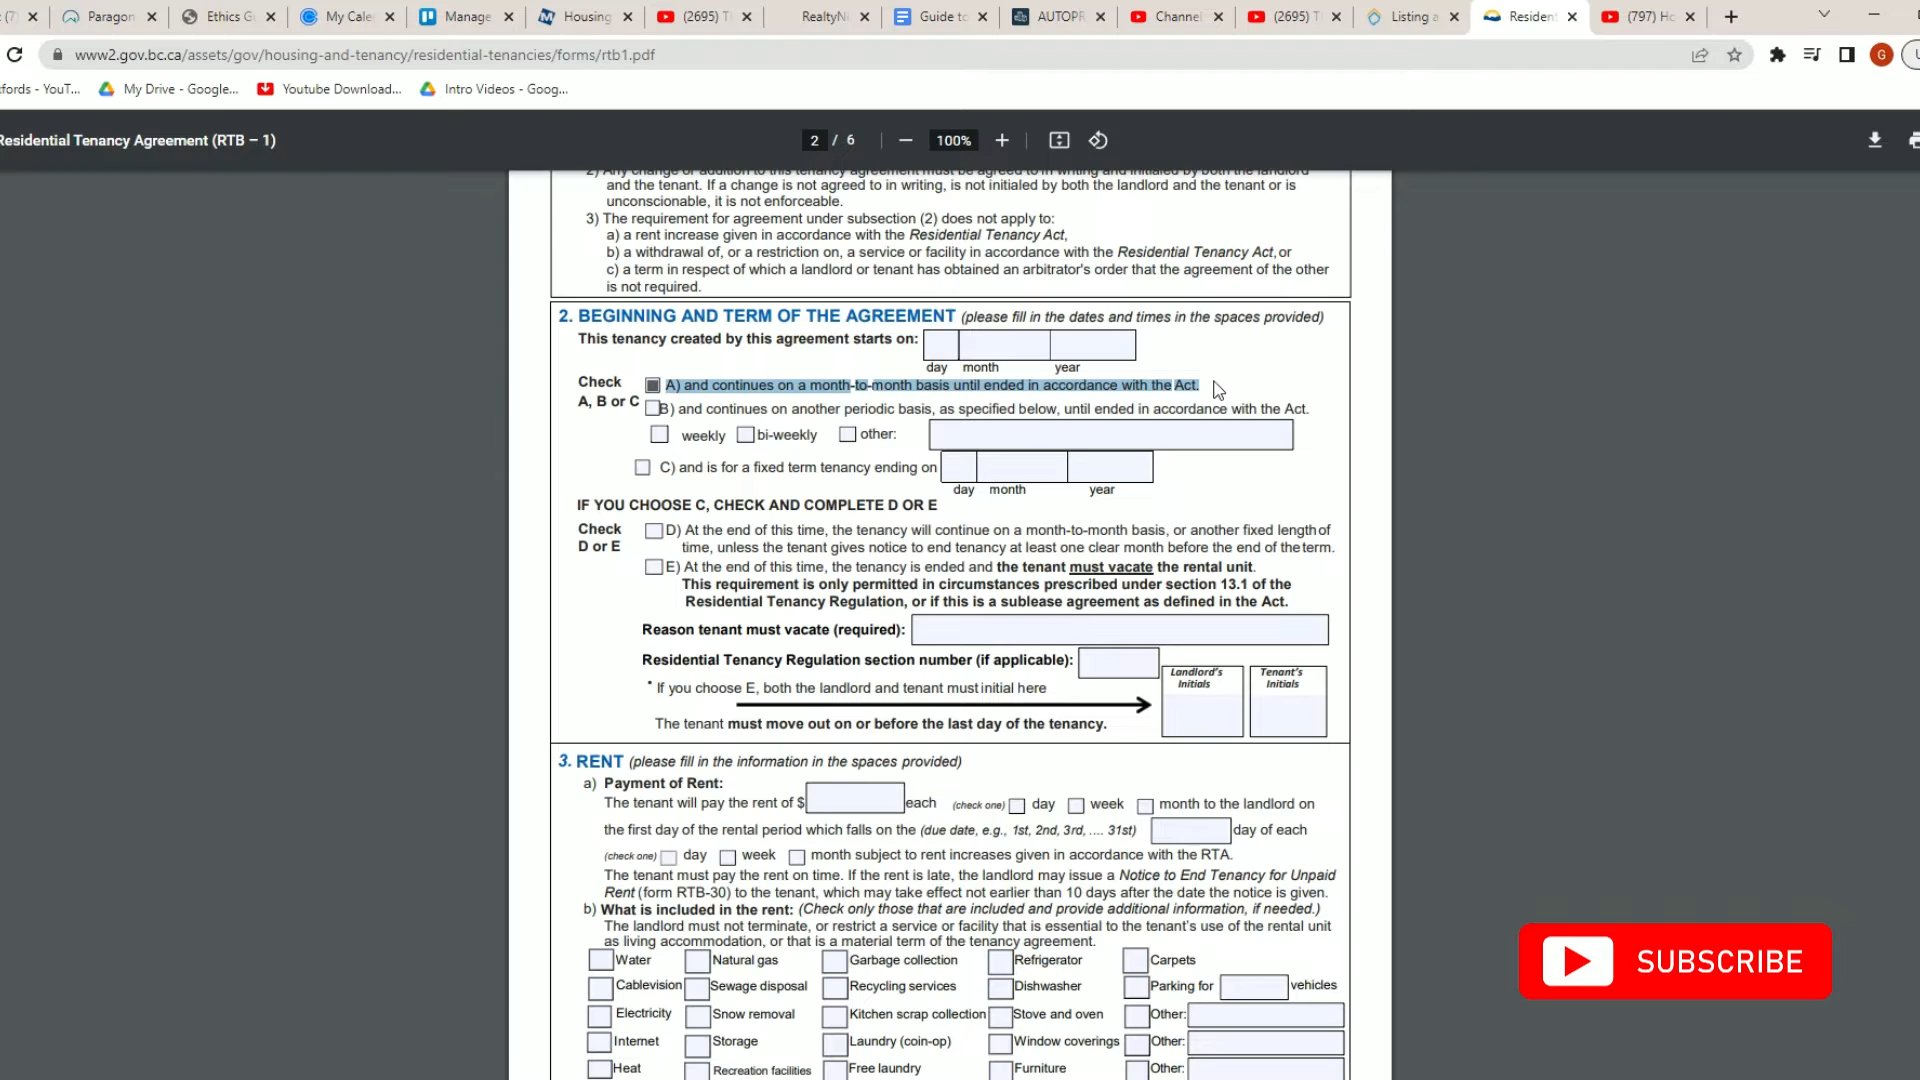 Paragon
Ethics G
My Cale
Manage
Housing
(2695) T
RealtyNi
Guide to
AUTOPR
Channel
(2695) T
Listing a
Residen
(797) Ho
www2.gov.bc.ca/assets/gov/housing-and-tenancy/residential-tenancies/forms/rtb1.pdf
G
fords - YouT...
My Drive - Google...
Youtube Download...
Intro Videos - Goog...
Residential Tenancy Agreement (RTB – 1)
2 / 6
100%
2) Any change or addition to this tenancy agreement must be agreed to in writing and initialed by both the landlord
and the tenant. If a change is not agreed to in writing, is not initialed by both the landlord and the tenant or is
unconscionable, it is not enforceable.
3) The requirement for agreement under subsection (2) does not apply to:
a) a rent increase given in accordance with the Residential Tenancy Act,
b) a withdrawal of, or a restriction on, a service or facility in accordance with the Residential Tenancy Act, or
c) a term in respect of which a landlord or tenant has obtained an arbitrator's order that the agreement of the other
is not required.
2. BEGINNING AND TERM OF THE AGREEMENT (please fill in the dates and times in the spaces provided)
This tenancy created by this agreement starts on:
day month year
Check
A, B or C
A) and continues on a month-to-month basis until ended in accordance with the Act.
B) and continues on another periodic basis, as specified below, until ended in accordance with the Act.
weekly bi-weekly other:
C) and is for a fixed term tenancy ending on
day month year
IF YOU CHOOSE C, CHECK AND COMPLETE D OR E
Check
D or E
D) At the end of this time, the tenancy will continue on a month-to-month basis, or another fixed length of
time, unless the tenant gives notice to end tenancy at least one clear month before the end of the term.
E) At the end of this time, the tenancy is ended and the tenant must vacate the rental unit.
This requirement is only permitted in circumstances prescribed under section 13.1 of the
Residential Tenancy Regulation, or if this is a sublease agreement as defined in the Act.
Reason tenant must vacate (required):
Residential Tenancy Regulation section number (if applicable):
Landlord's
Initials
Tenant's
Initials
* If you choose E, both the landlord and tenant must initial here
The tenant must move out on or before the last day of the tenancy.
3. RENT (please fill in the information in the spaces provided)
a) Payment of Rent:
The tenant will pay the rent of $ each (check one) day week month to the landlord on
the first day of the rental period which falls on the (due date, e.g., 1st, 2nd, 3rd, .... 31st) day of each
(check one) day week month subject to rent increases given in accordance with the RTA.
The tenant must pay the rent on time. If the rent is late, the landlord may issue a Notice to End Tenancy for Unpaid
Rent (form RTB-30) to the tenant, which may take effect not earlier than 10 days after the date the notice is given.
b) What is included in the rent: (Check only those that are included and provide additional information, if needed.)
The landlord must not terminate, or restrict a service or facility that is essential to the tenant's use of the rental unit
as living accommodation, or that is a material term of the tenancy agreement.
Water Natural gas Garbage collection Refrigerator Carpets
Cablevision Sewage disposal Recycling services Dishwasher Parking for vehicles
Electricity Snow removal Kitchen scrap collection Stove and oven Other:
Internet Storage Laundry (coin-op) Window coverings Other:
Heat Recreation facilities Free laundry Furniture Other:
SUBSCRIBE